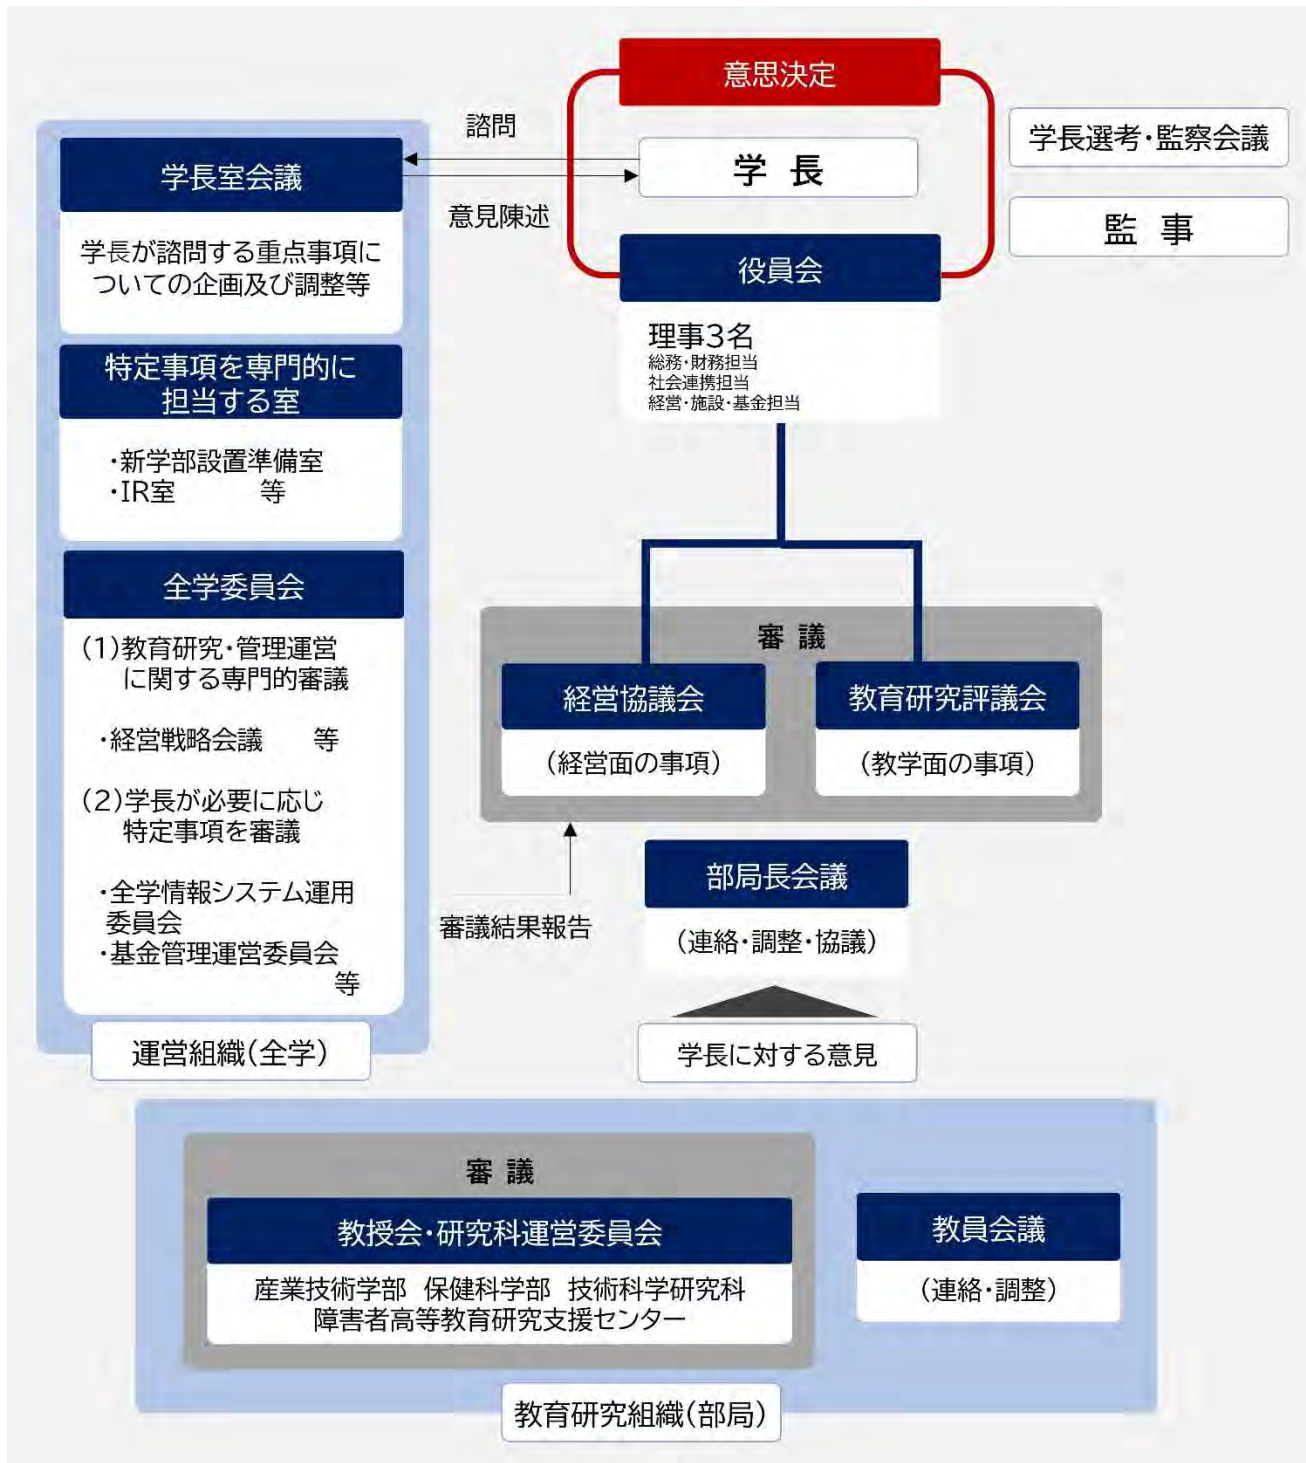 意思決定
学 長
役員会
理事3名
総務・財務担当
社会連携担当
経営・施設・基金担当
学長選考・監察会議
監 事
諮問
意見陳述
学長室会議
学長が諮問する重点事項に
ついての企画及び調整等
特定事項を専門的に
担当する室
・新学部設置準備室
・IR室 等
全学委員会
(1)教育研究・管理運営
に関する専門的審議
・経営戦略会議 等
(2)学長が必要に応じ
特定事項を審議
・全学情報システム運用
委員会
・基金管理運営委員会
等
運営組織(全学)
審 議
経営協議会
(経営面の事項)
教育研究評議会
(教学面の事項)
審議結果報告
部局長会議
(連絡・調整・協議)
学長に対する意見
審 議
教授会・研究科運営委員会
産業技術学部 保健科学部 技術科学研究科
障害者高等教育研究支援センター
教員会議
(連絡・調整)
教育研究組織(部局)